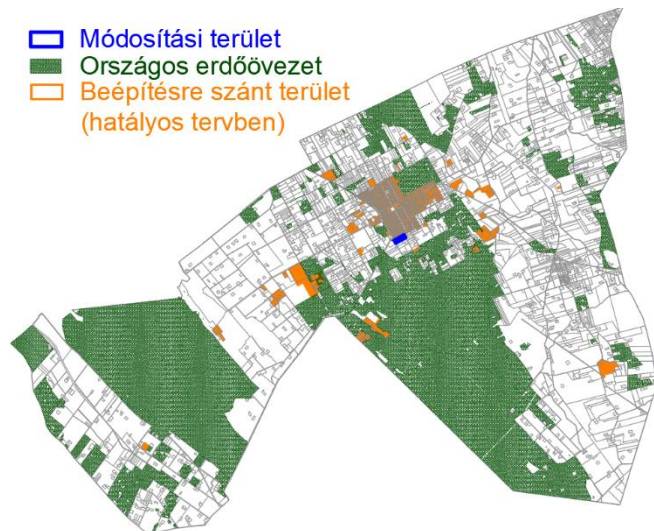 Módosítási terület
Országos erdőövezet
Beépítésre szánt terület
(hatályos tervben)